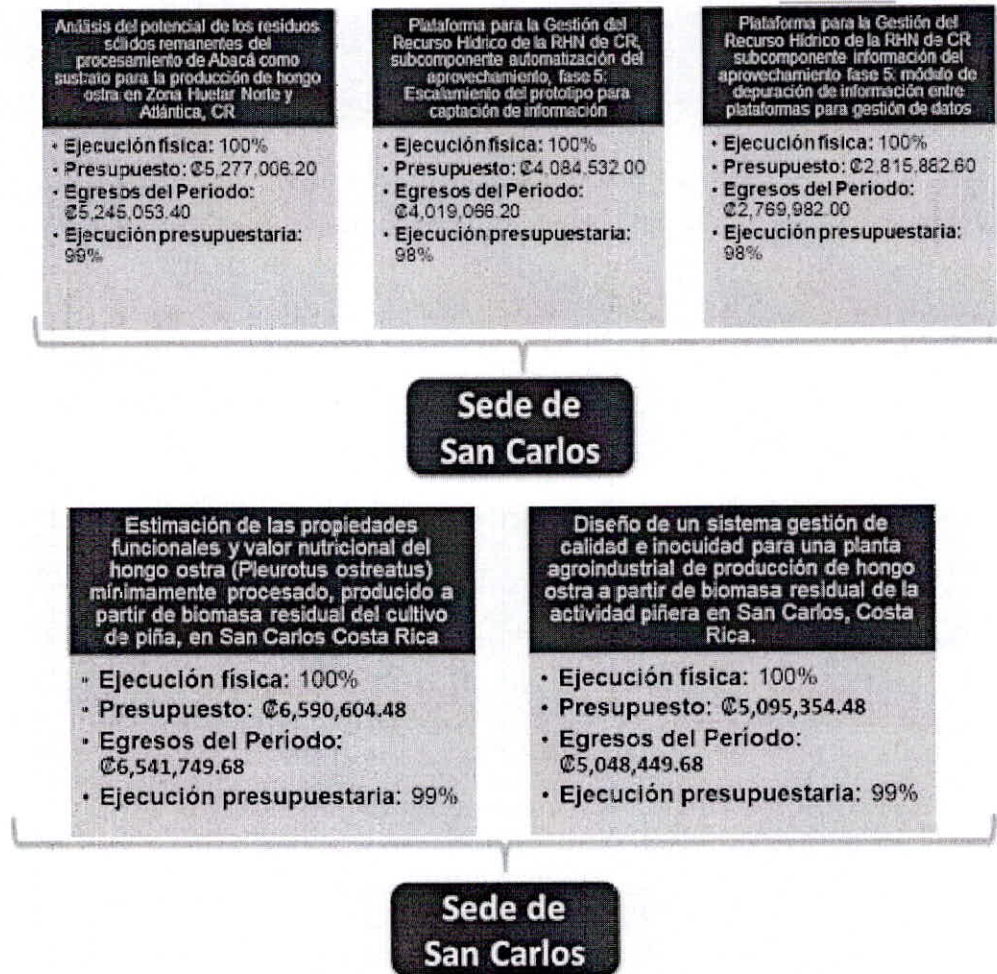 Análisis del potencial de los residuos
sólidos remanentes del
procesamiento de Abacá como
sustrato para la producción de hongo
ostra en Zona Huetar Norte y
Atlántica, CR
• Ejecución física: 100%
• Presupuesto: ₡5,277,006.20
• Egresos del Periodo:
₡5,245,053.40
• Ejecución presupuestaria:
99%
Plataforma para la Gestión del
Recurso Hídrico de la RHN de CR,
subcomponente automatización del
aprovechamiento, fase 5:
Escalamiento del prototipo para
captación de información
• Ejecución física: 100%
• Presupuesto: ₡4,084,532.00
• Egresos del Periodo:
₡4,019,066.20
• Ejecución presupuestaria:
98%
Plataforma para la Gestión del
Recurso Hídrico de la RHN de CR
subcomponente información del
aprovechamiento fase 5: módulo de
depuración de información entre
plataformas para gestión de datos
• Ejecución física: 100%
• Presupuesto: ₡2,815,882.60
• Egresos del Periodo:
₡2,769,982.00
• Ejecución presupuestaria:
98%
Sede de
San Carlos
Estimación de las propiedades
funcionales y valor nutricional del
hongo ostra (Pleurotus ostreatus)
mínimamente procesado, producido a
partir de biomasa residual del cultivo
de piña, en San Carlos Costa Rica
• Ejecución física: 100%
• Presupuesto: ₡6,590,604.48
• Egresos del Periodo:
₡6,541,749.68
• Ejecución presupuestaria: 99%
Diseño de un sistema gestión de
calidad e inocuidad para una planta
agroindustrial de producción de hongo
ostra a partir de biomasa residual de la
actividad piñera en San Carlos, Costa
Rica.
• Ejecución física: 100%
• Presupuesto: ₡5,095,354.48
• Egresos del Periodo:
₡5,048,449.68
• Ejecución presupuestaria: 99%
Sede de
San Carlos